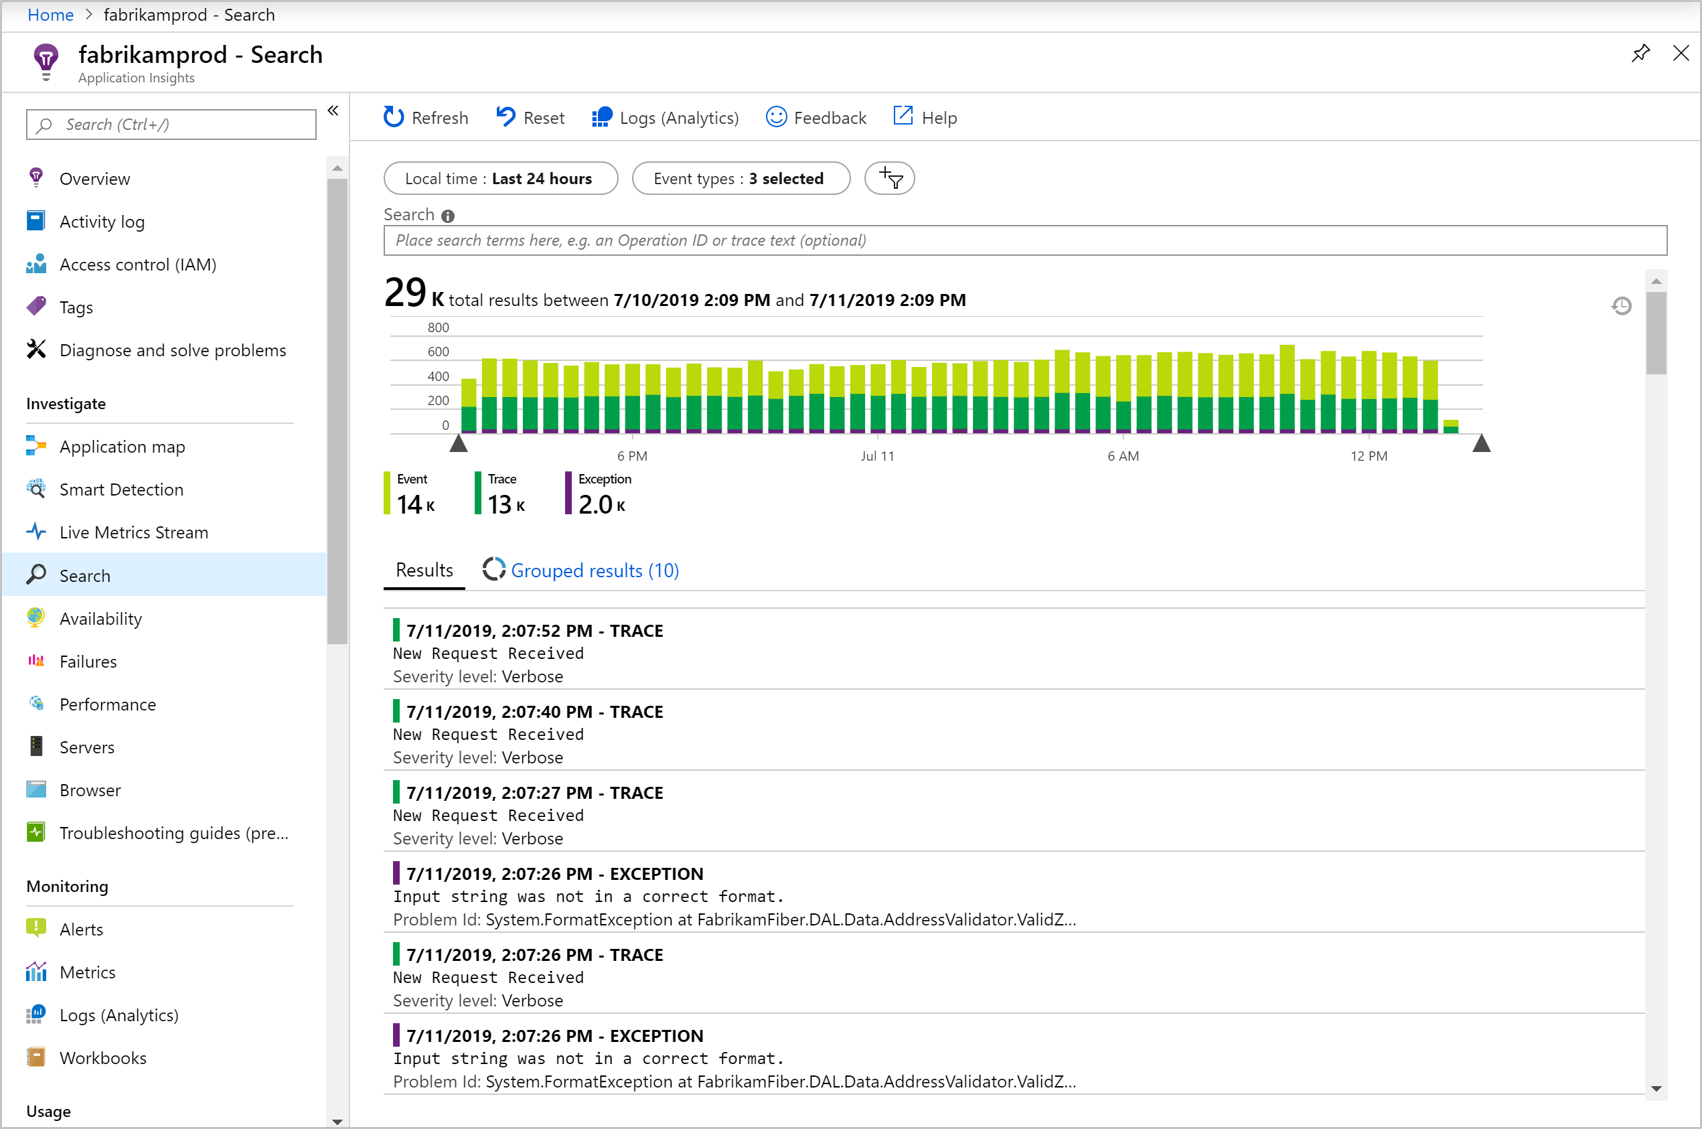 Home > fabrikamprod - Search
fabrikamprod - Search
Application Insights
Search (Ctrl+/)
«
Overview
Activity log
Access control (IAM)
Tags
Diagnose and solve problems
Investigate
Application map
Smart Detection
Live Metrics Stream
Search
Availability
Failures
Performance
Servers
Browser
Troubleshooting guides (pre...
Monitoring
Alerts
Metrics
Logs (Analytics)
Workbooks
Usage
Refresh Reset Logs (Analytics) Feedback Help
Local time : Last 24 hours Event types : 3 selected
Search
Place search terms here, e.g. an Operation ID or trace text (optional)
29 K total results between 7/10/2019 2:09 PM and 7/11/2019 2:09 PM
800
600
400
200
0
6 PM Jul 11 6 AM 12 PM
Event Trace Exception
14 K 13 K 2.0 K
Results Grouped results (10)
7/11/2019, 2:07:52 PM - TRACE
New Request Received
Severity level: Verbose
7/11/2019, 2:07:40 PM - TRACE
New Request Received
Severity level: Verbose
7/11/2019, 2:07:27 PM - TRACE
New Request Received
Severity level: Verbose
7/11/2019, 2:07:26 PM - EXCEPTION
Input string was not in a correct format.
Problem Id: System.FormatException at FabrikamFiber.DAL.Data.AddressValidator.ValidZ...
7/11/2019, 2:07:26 PM - TRACE
New Request Received
Severity level: Verbose
7/11/2019, 2:07:26 PM - EXCEPTION
Input string was not in a correct format.
Problem Id: System.FormatException at FabrikamFiber.DAL.Data.AddressValidator.ValidZ...